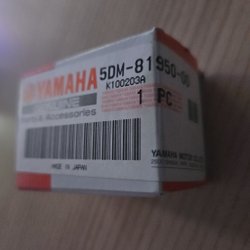 YAMAHA
5DM-81950-00
K100203A
GENUINE
Parts & Accessories
1 PC
MADE IN JAPAN
YAMAHA MOTOR CO., LTD.